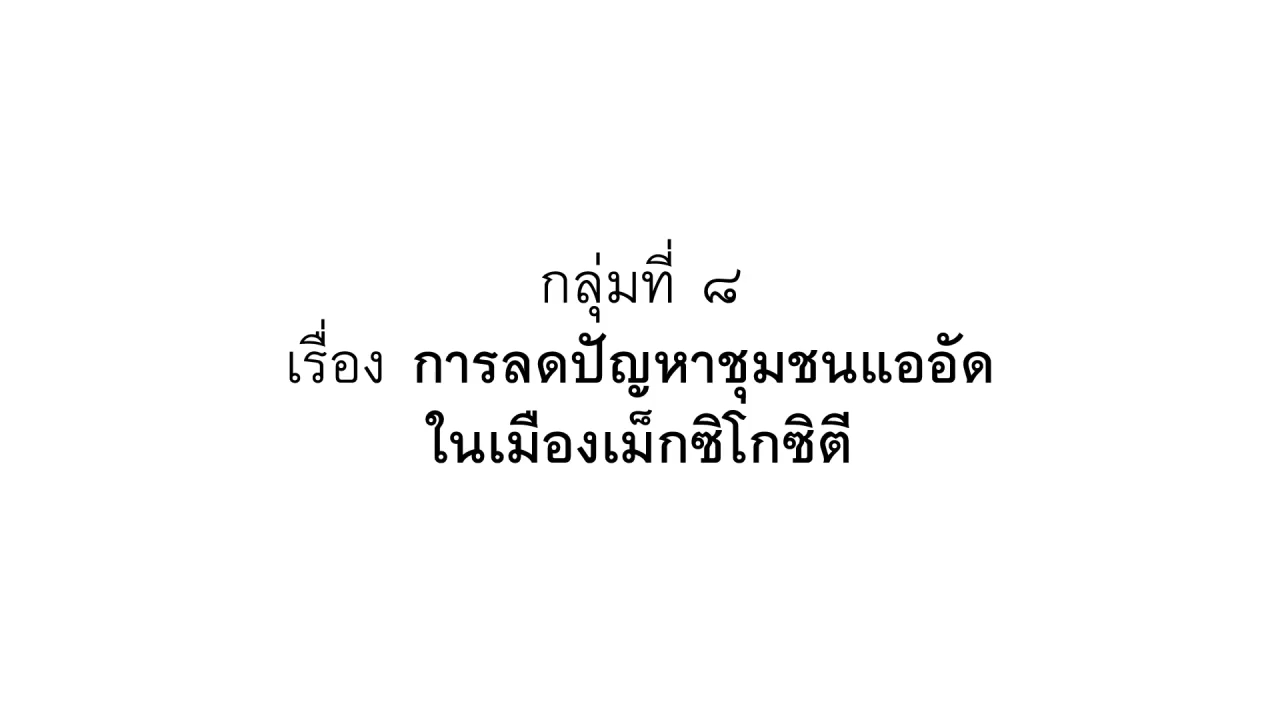 กลุ่มที่ ๘
เรื่อง การลดปัญหาชุมชนแออัด
ในเมืองเม็กซิโกซิตี